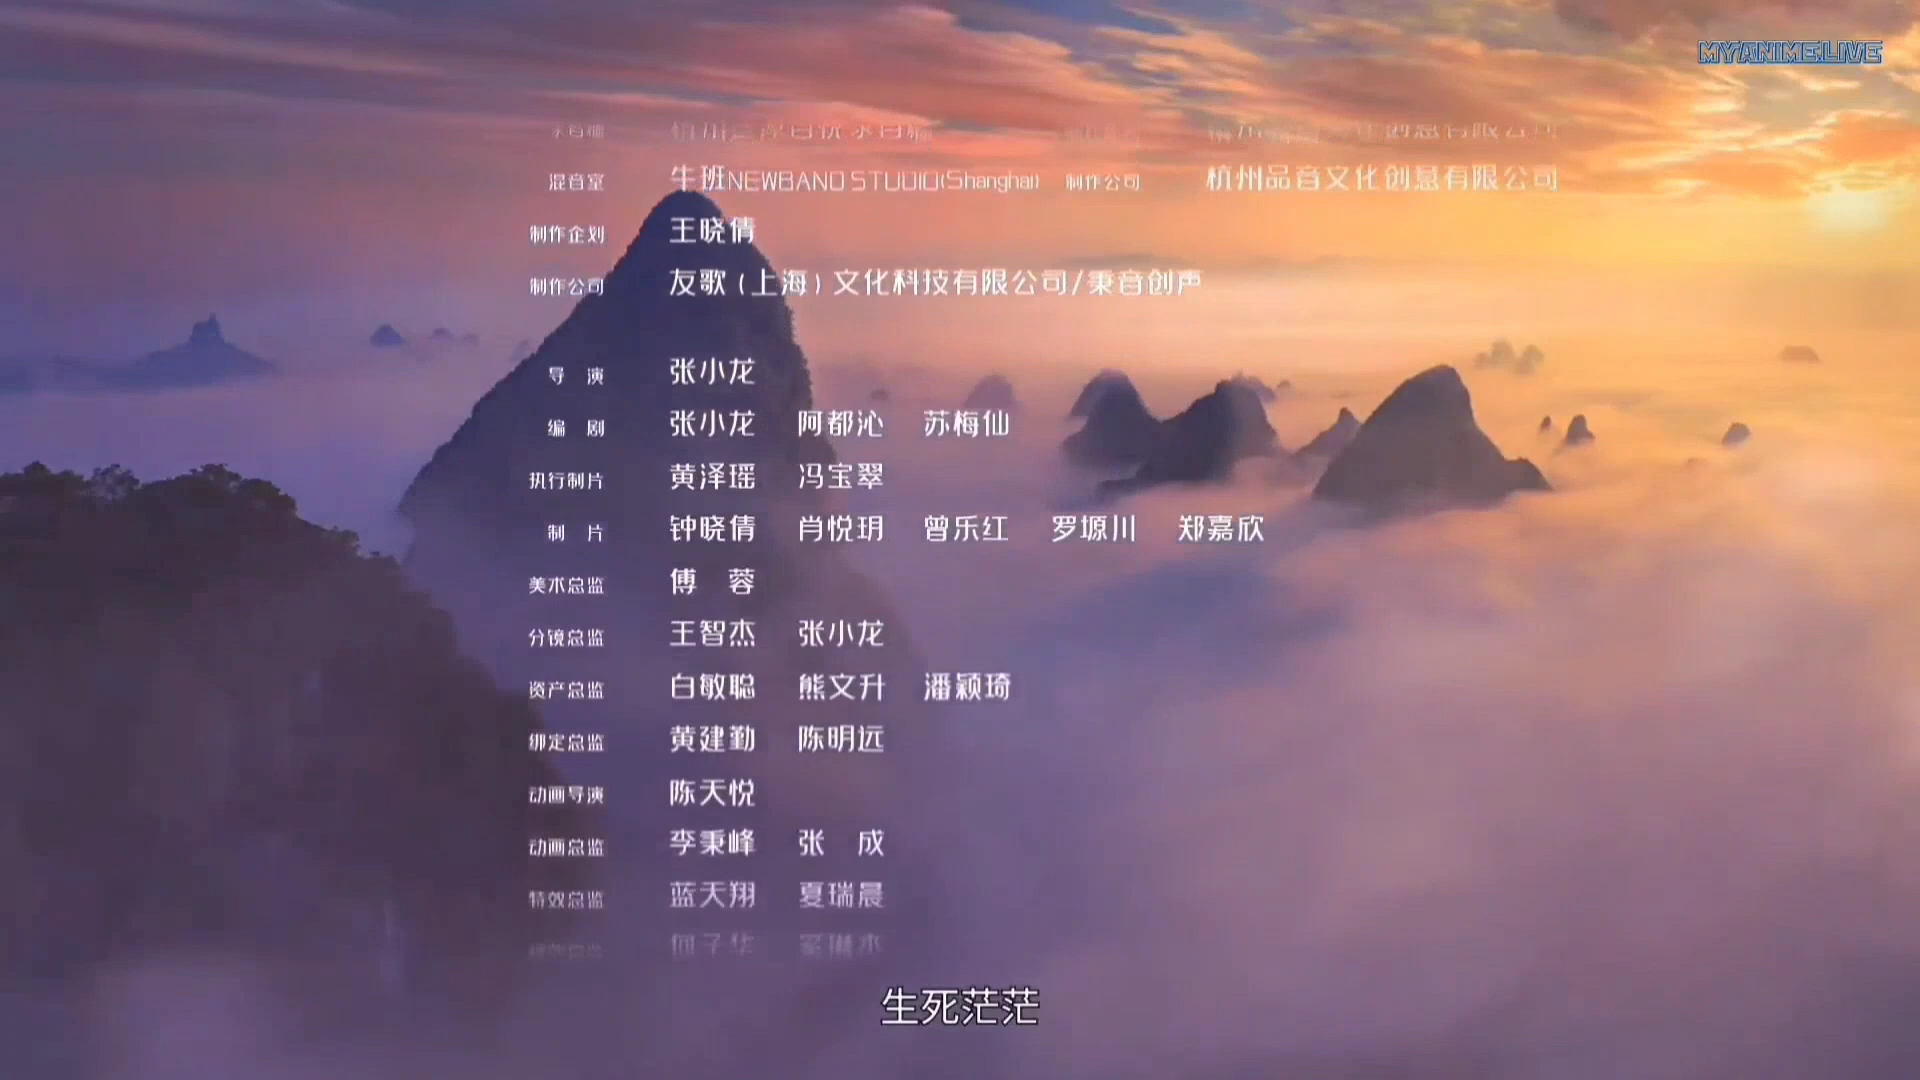 MYANIME.LIVE
混音室 牛班NEWBAND STUDIO(Shanghai) 制作公司 杭州品音文化创意有限公司
制作企划 王晓倩
制作公司 友歌（上海）文化科技有限公司/秉音创声
导 演 张小龙
编 剧 张小龙 阿都沁 苏梅仙
执行制片 黄泽瑶 冯宝翠
制 片 钟晓倩 肖悦玥 曾乐红 罗塬川 郑嘉欣
美术总监 傅 蓉
分镜总监 王智杰 张小龙
资产总监 白敏聪 熊文升 潘颖琦
绑定总监 黄建勤 陈明远
动画导演 陈天悦
动画总监 李秉峰 张 成
特效总监 蓝天翔 夏瑞晨
生死茫茫